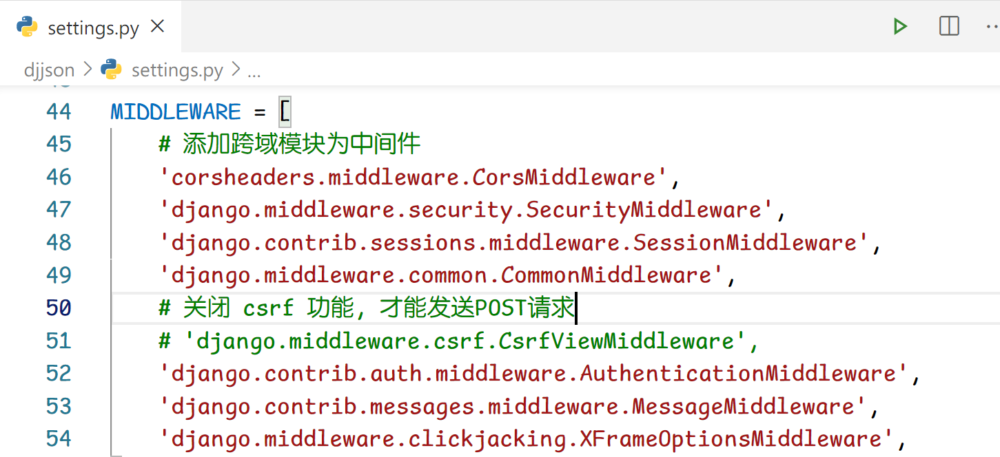 settings.py
djjson > settings.py > ...
44 MIDDLEWARE = [
45 # 添加跨域模块为中间件
46 'corsheaders.middleware.CorsMiddleware',
47 'django.middleware.security.SecurityMiddleware',
48 'django.contrib.sessions.middleware.SessionMiddleware',
49 'django.middleware.common.CommonMiddleware',
50 # 关闭 csrf 功能, 才能发送POST请求
51 # 'django.middleware.csrf.CsrfViewMiddleware',
52 'django.contrib.auth.middleware.AuthenticationMiddleware',
53 'django.contrib.messages.middleware.MessageMiddleware',
54 'django.middleware.clickjacking.XFrameOptionsMiddleware',